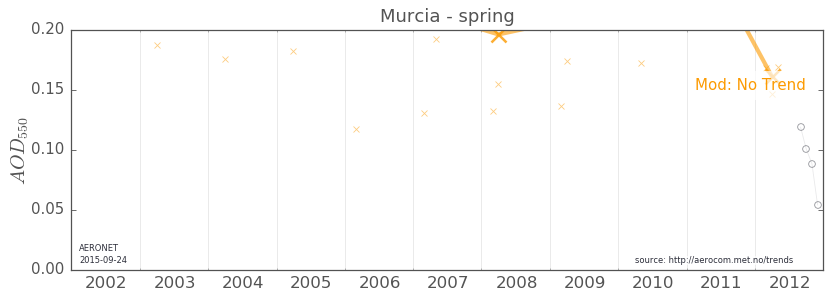 Murcia - spring
0.20
0.15
0.10
0.05
0.00
AOD550
Mod: No Trend
AERONET
2015-09-24
source: http://aerocom.met.no/trends
2002 2003 2004 2005 2006 2007 2008 2009 2010 2011 2012